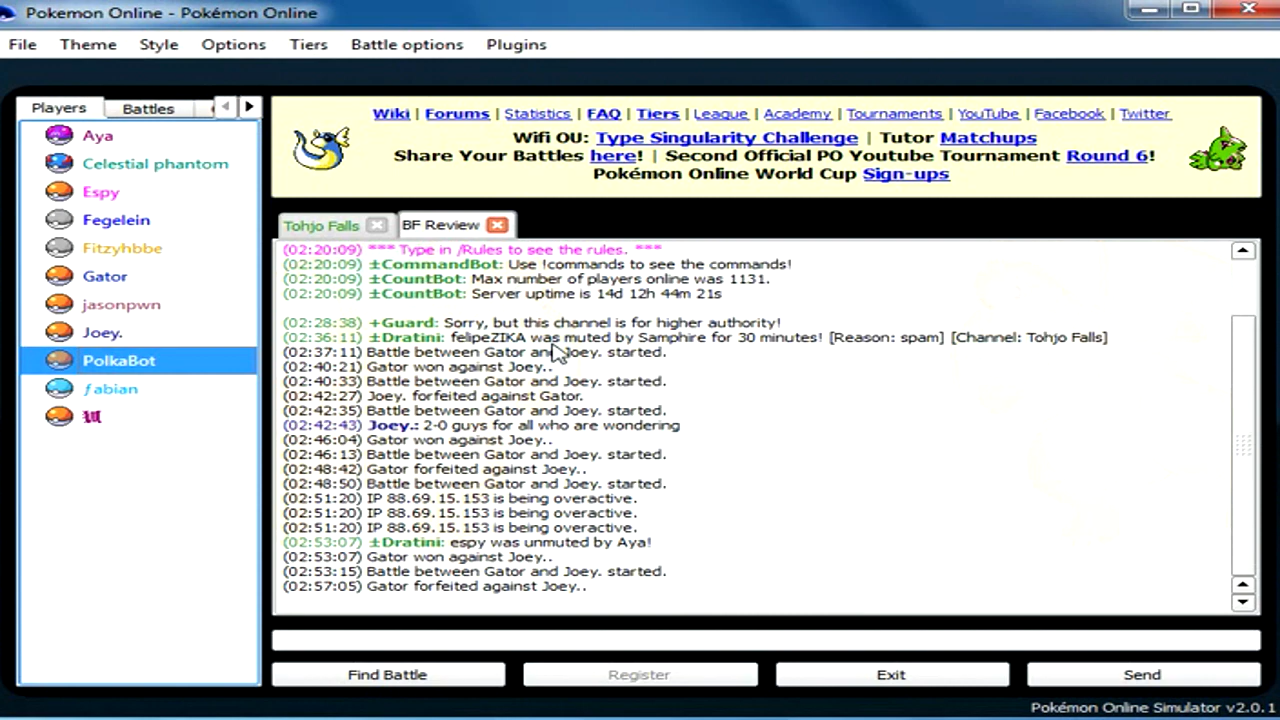 Pokemon Online - Pokémon Online
File Theme Style Options Tiers Battle options Plugins
Players Battles
Aya
Celestial phantom
Espy
Fegelein
Fitzyhbbe
Gator
jasonpwn
Joey.
PolkaBot
ƒabian
Wiki | Forums | Statistics | FAQ | Tiers | League | Academy | Tournaments | YouTube | Facebook | Twitter
Wifi OU: Type Singularity Challenge | Tutor Matchups
Share Your Battles here! | Second Official PO Youtube Tournament Round 6!
Pokémon Online World Cup Sign-ups
Tohjo Falls BF Review
(02:20:09) *** Type in /Rules to see the rules. ***
(02:20:09) ±CommandBot: Use !commands to see the commands!
(02:20:09) ±CountBot: Max number of players online was 1131.
(02:20:09) ±CountBot: Server uptime is 14d 12h 44m 21s
(02:28:38) +Guard: Sorry, but this channel is for higher authority!
(02:36:11) ±Dratini: felipeZIKA was muted by Samphire for 30 minutes! [Reason: spam] [Channel: Tohjo Falls]
(02:37:11) Battle between Gator and Joey. started.
(02:40:21) Gator won against Joey..
(02:40:33) Battle between Gator and Joey. started.
(02:42:27) Joey. forfeited against Gator.
(02:42:35) Battle between Gator and Joey. started.
(02:42:43) Joey.: 2-0 guys for all who are wondering
(02:46:04) Gator won against Joey..
(02:46:13) Battle between Gator and Joey. started.
(02:48:42) Gator forfeited against Joey..
(02:48:50) Battle between Gator and Joey. started.
(02:51:20) IP 88.69.15.153 is being overactive.
(02:51:20) IP 88.69.15.153 is being overactive.
(02:51:20) IP 88.69.15.153 is being overactive.
(02:53:07) ±Dratini: espy was unmuted by Aya!
(02:53:07) Gator won against Joey..
(02:53:15) Battle between Gator and Joey. started.
(02:57:05) Gator forfeited against Joey..
Find Battle Register Exit Send
Pokémon Online Simulator v2.0.1